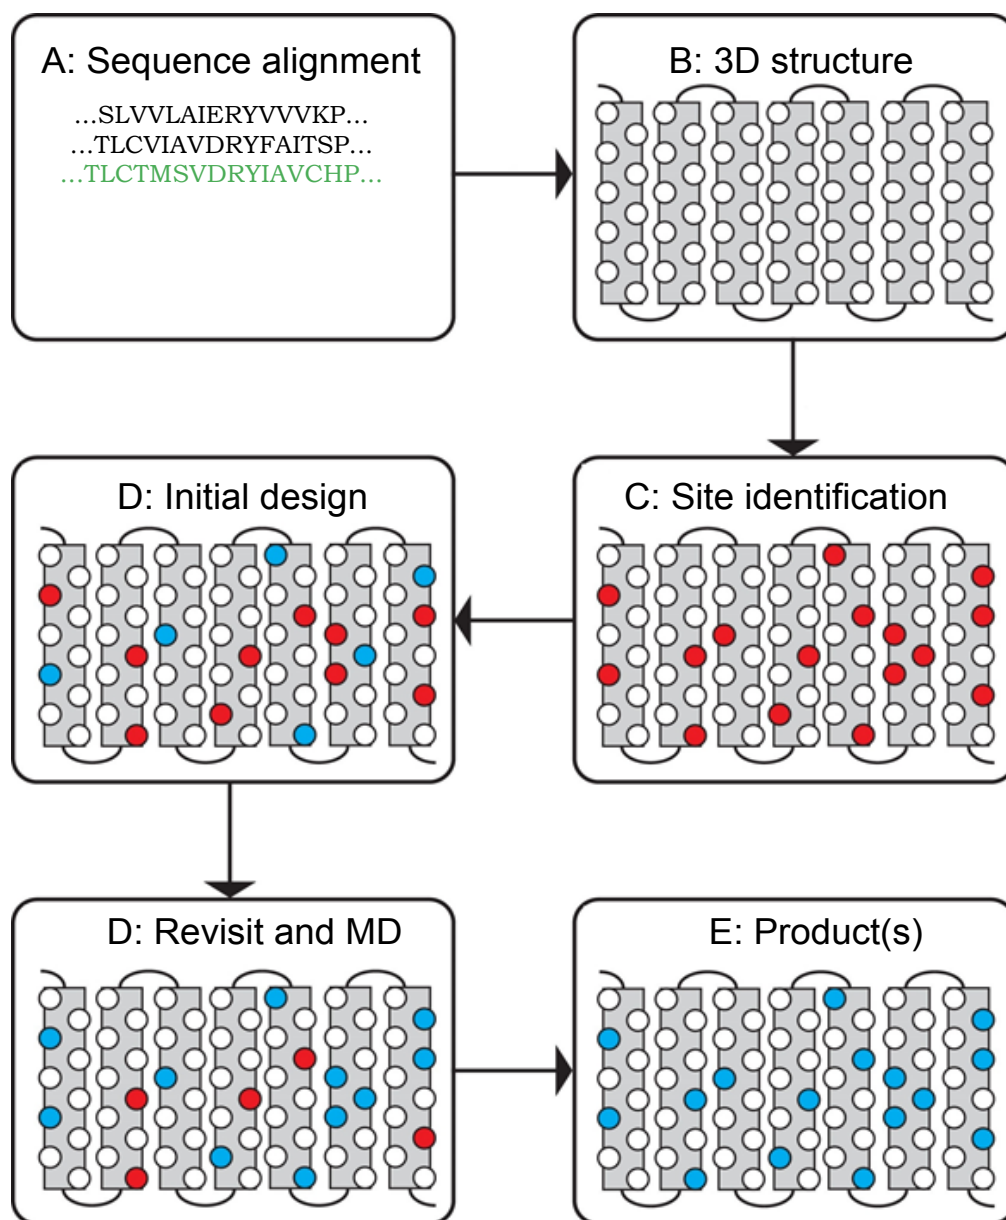 A: Sequence alignment
...SLVVLAIERYVVVKP...
...TLCVIAVDRYFAITSP...
...TLCTMSVDRYIAVCHP...
B: 3D structure
D: Initial design
C: Site identification
D: Revisit and MD
E: Product(s)